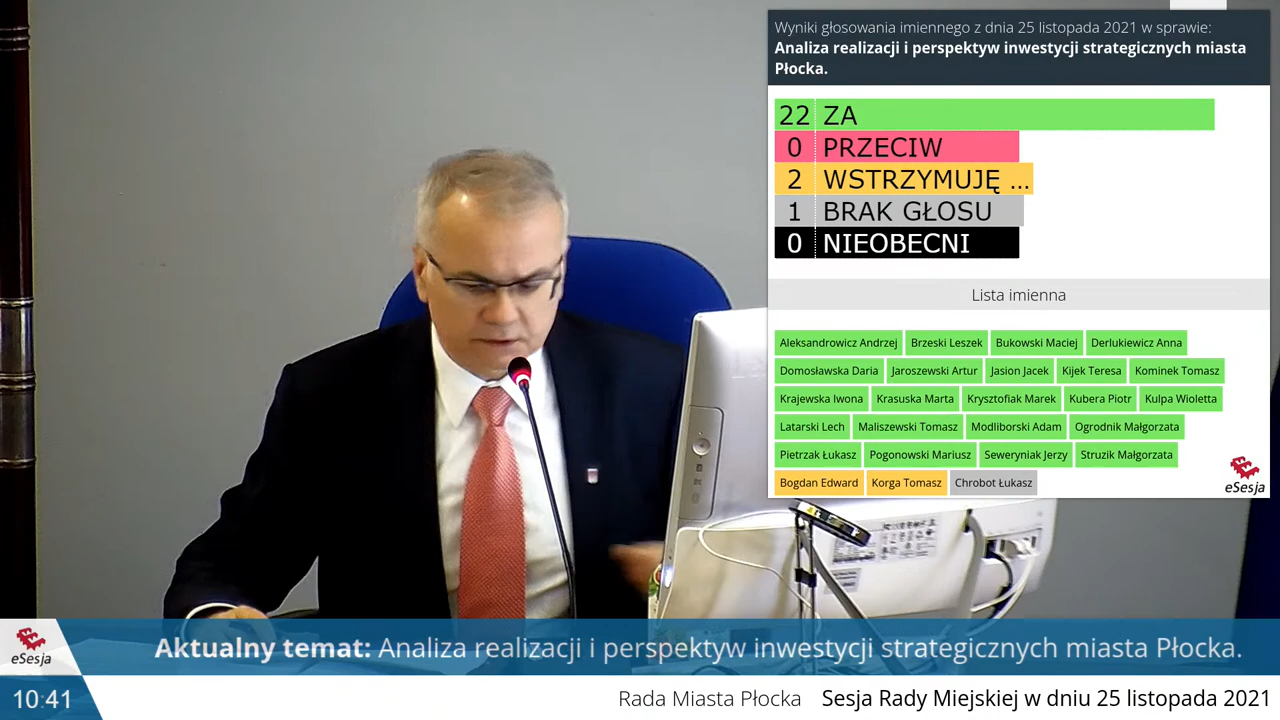 Wyniki głosowania imiennego z dnia 25 listopada 2021 w sprawie:
Analiza realizacji i perspektyw inwestycji strategicznych miasta
Płocka.
22 ZA
0 PRZECIW
2 WSTRZYMUJĘ ...
1 BRAK GŁOSU
0 NIEOBECNI
Lista imienna
Aleksandrowicz Andrzej Brzeski Leszek Bukowski Maciej Derlukiewicz Anna
Domosławska Daria Jaroszewski Artur Jasion Jacek Kijek Teresa Kominek Tomasz
Krajewska Iwona Krasuska Marta Krysztofiak Marek Kubera Piotr Kulpa Wioletta
Latarski Lech Maliszewski Tomasz Modliborski Adam Ogrodnik Małgorzata
Pietrzak Łukasz Pogonowski Mariusz Seweryniak Jerzy Struzik Małgorzata
Bogdan Edward Korga Tomasz Chrobot Łukasz
eSesja
eSesja
Aktualny temat: Analiza realizacji i perspektyw inwestycji strategicznych miasta Płocka.
10:41
Rada Miasta Płocka Sesja Rady Miejskiej w dniu 25 listopada 2021